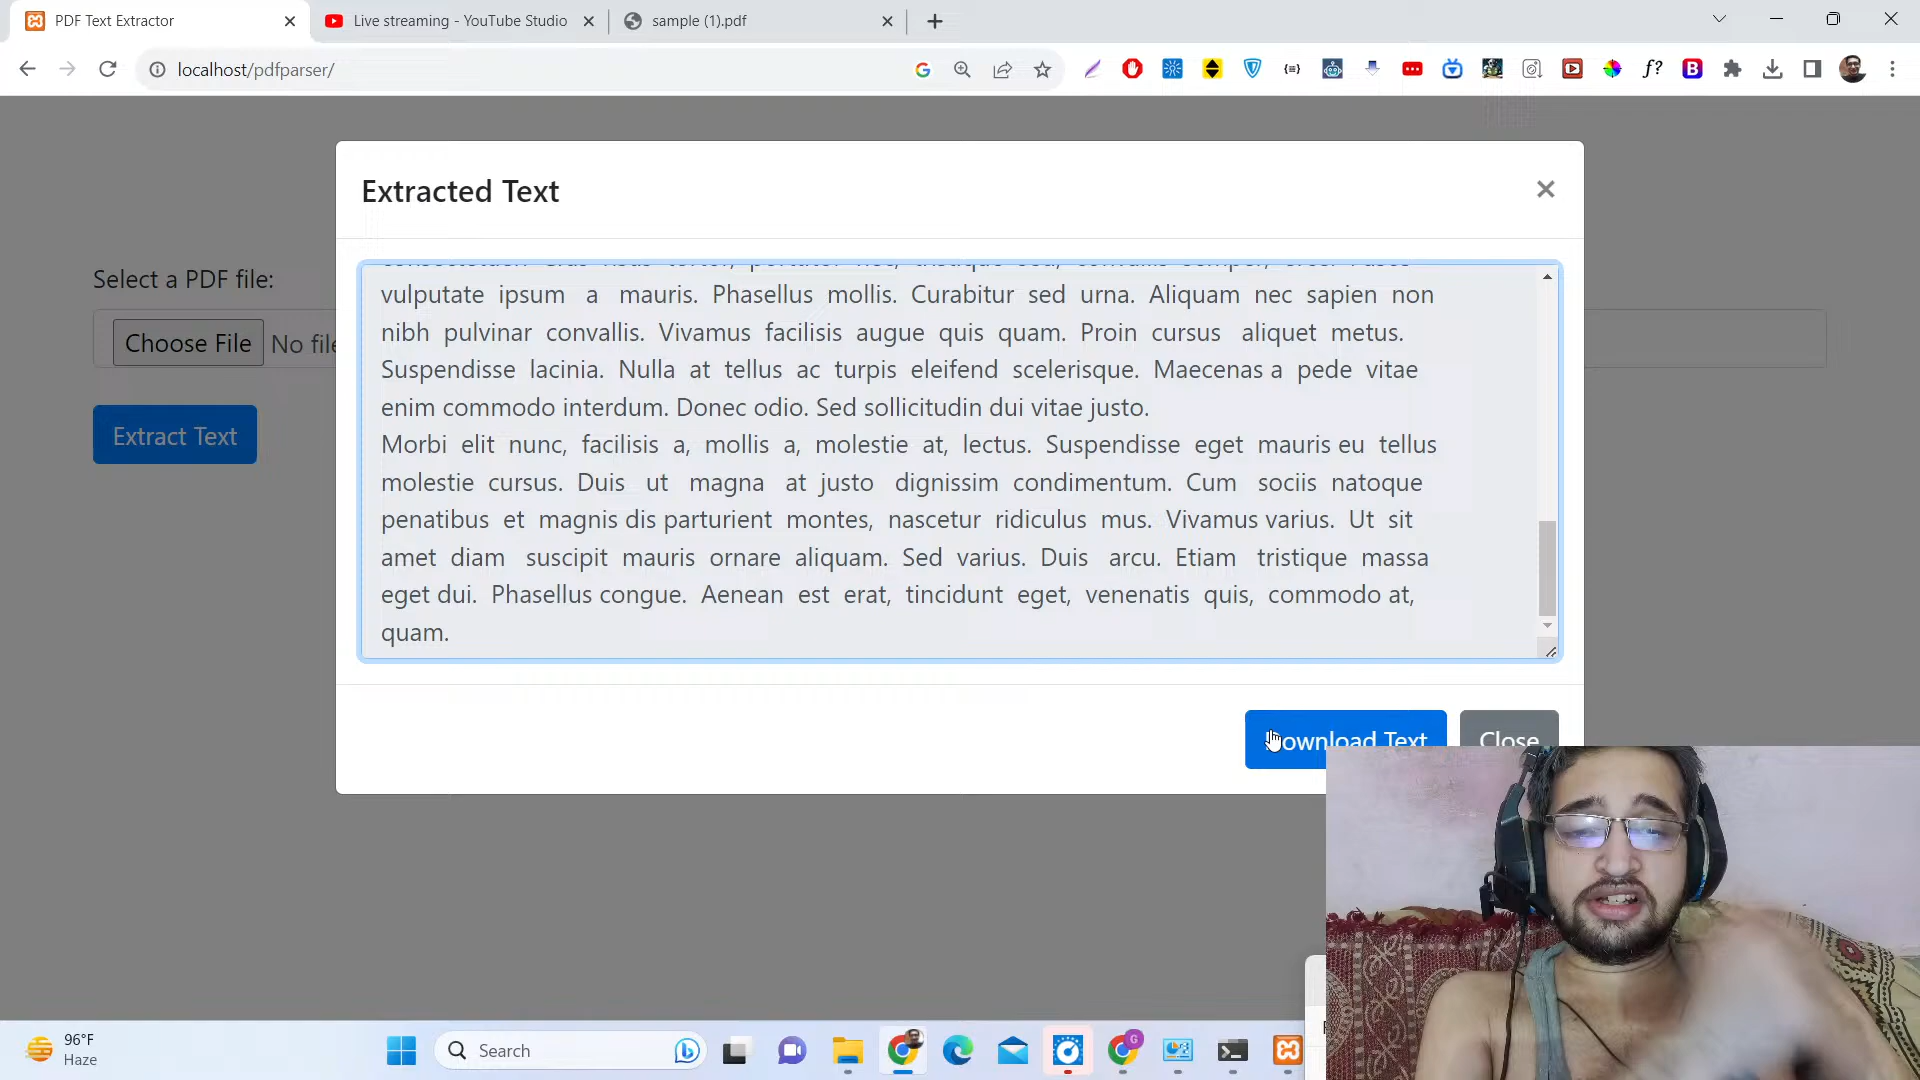 PDF Text Extractor
Live streaming - YouTube Studio
sample (1).pdf
localhost/pdfparser/
Extracted Text
Select a PDF file:
Choose File No file
Extract Text
vulputate ipsum a mauris. Phasellus mollis. Curabitur sed urna. Aliquam nec sapien non
nibh pulvinar convallis. Vivamus facilisis augue quis quam. Proin cursus aliquet metus.
Suspendisse lacinia. Nulla at tellus ac turpis eleifend scelerisque. Maecenas a pede vitae
enim commodo interdum. Donec odio. Sed sollicitudin dui vitae justo.
Morbi elit nunc, facilisis a, mollis a, molestie at, lectus. Suspendisse eget mauris eu tellus
molestie cursus. Duis ut magna at justo dignissim condimentum. Cum sociis natoque
penatibus et magnis dis parturient montes, nascetur ridiculus mus. Vivamus varius. Ut sit
amet diam suscipit mauris ornare aliquam. Sed varius. Duis arcu. Etiam tristique massa
eget dui. Phasellus congue. Aenean est erat, tincidunt eget, venenatis quis, commodo at,
quam.
Download Text Close
96°F
Haze
Search